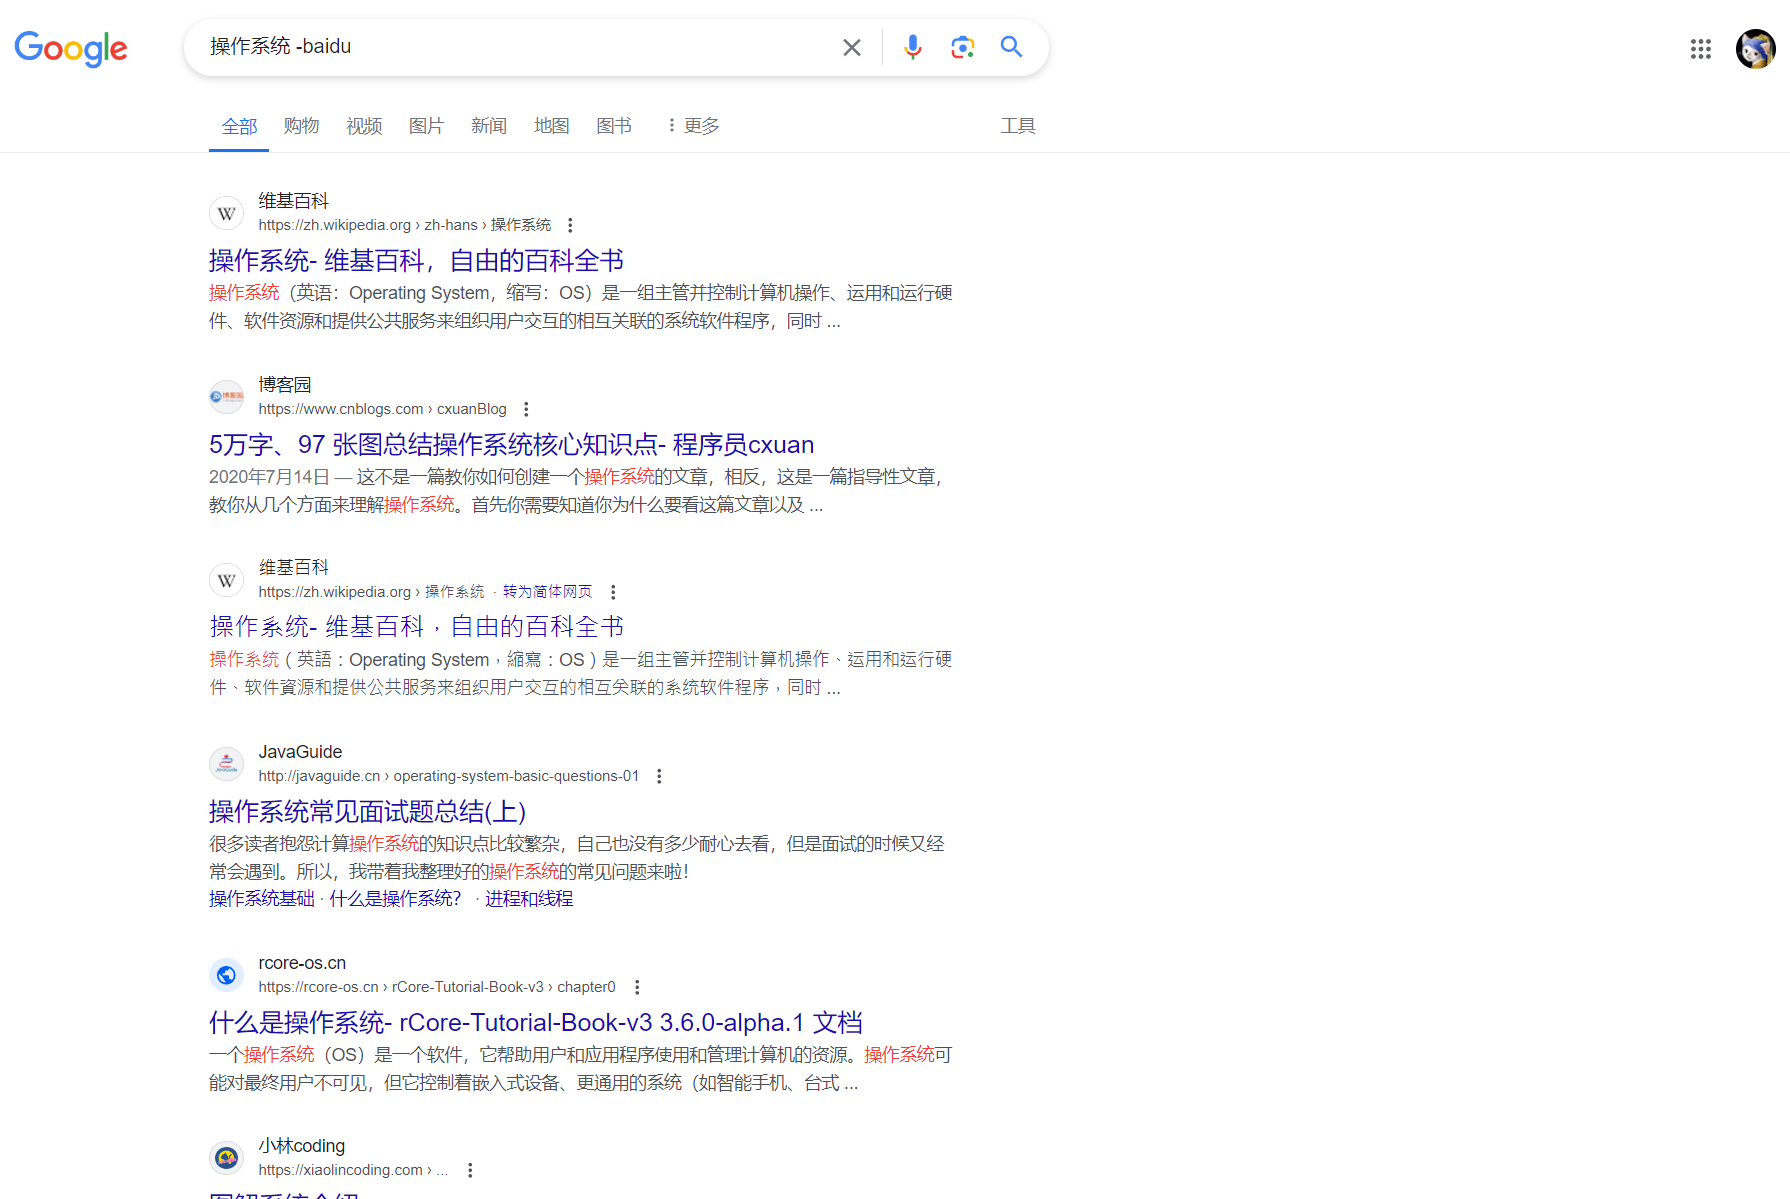 Google
操作系统 -baidu
全部
购物
视频
图片
新闻
地图
图书
更多
工具
维基百科
https://zh.wikipedia.org › zh-hans › 操作系统
操作系统- 维基百科，自由的百科全书
操作系统（英语：Operating System，缩写：OS）是一组主管并控制计算机操作、运用和运行硬
件、软件资源和提供公共服务来组织用户交互的相互关联的系统软件程序，同时 ...
博客园
https://www.cnblogs.com › cxuanBlog
5万字、97 张图总结操作系统核心知识点- 程序员cxuan
2020年7月14日 — 这不是一篇教你如何创建一个操作系统的文章，相反，这是一篇指导性文章，
教你从几个方面来理解操作系统。首先你需要知道你为什么要看这篇文章以及 ...
维基百科
https://zh.wikipedia.org › 操作系统 · 转为简体网页
操作系统- 维基百科，自由的百科全书
操作系统（英語：Operating System，縮寫：OS）是一组主管并控制计算机操作、运用和运行硬
件、软件資源和提供公共服务来组织用户交互的相互关联的系统软件程序，同时 ...
JavaGuide
http://javaguide.cn › operating-system-basic-questions-01
操作系统常见面试题总结(上)
很多读者抱怨计算操作系统的知识点比较繁杂，自己也没有多少耐心去看，但是面试的时候又经
常会遇到。所以，我带着我整理好的操作系统的常见问题来啦！
操作系统基础 · 什么是操作系统？ · 进程和线程
rcore-os.cn
https://rcore-os.cn › rCore-Tutorial-Book-v3 › chapter0
什么是操作系统- rCore-Tutorial-Book-v3 3.6.0-alpha.1 文档
一个操作系统（OS）是一个软件，它帮助用户和应用程序使用和管理计算机的资源。操作系统可
能对最终用户不可见，但它控制着嵌入式设备、更通用的系统（如智能手机、台式 ...
小林coding
https://xiaolincoding.com › ...
图解系统介绍